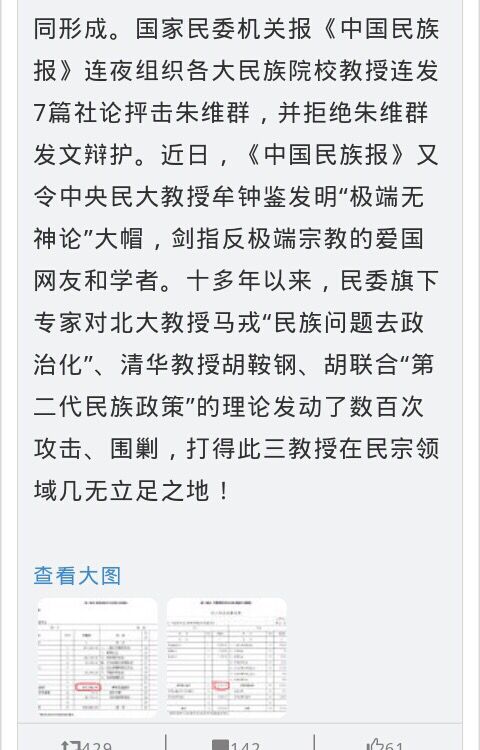 同形成。国家民委机关报《中国民族
报》连夜组织各大民族院校教授连发
7篇社论抨击朱维群，并拒绝朱维群
发文辩护。近日，《中国民族报》又
令中央民大教授牟钟鉴发明“极端无
神论”大帽，剑指反极端宗教的爱国
网友和学者。十多年以来，民委旗下
专家对北大教授马戎“民族问题去政
治化”、清华教授胡鞍钢、胡联合“第
二代民族政策”的理论发动了数百次
攻击、围剿，打得此三教授在民宗领
域几无立足之地！
查看大图
429
142
761